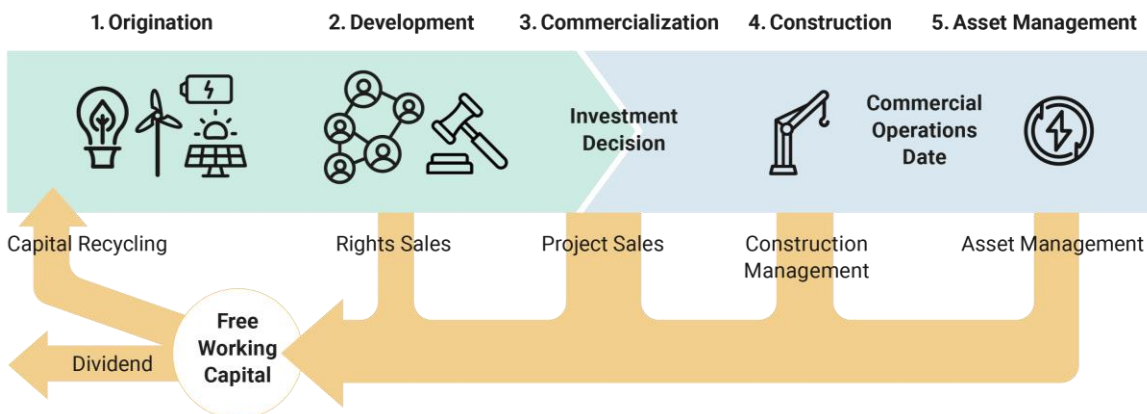 1. Origination
2. Development
3. Commercialization
4. Construction
5. Asset Management
Investment
Decision
Commercial
Operations
Date
Capital Recycling
Rights Sales
Project Sales
Construction
Management
Asset Management
Free
Working
Capital
Dividend